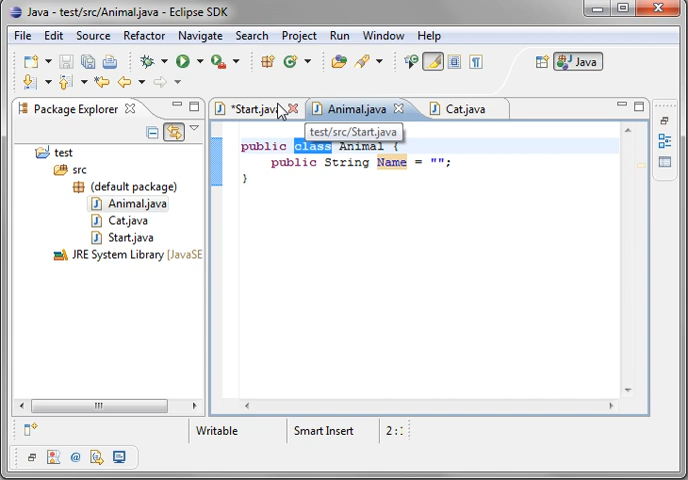 Java - test/src/Animal.java - Eclipse SDK
File Edit Source Refactor Navigate Search Project Run Window Help
Java
Package Explorer
*Start.java Animal.java Cat.java
test/src/Start.java
test
src
(default package)
Animal.java
Cat.java
Start.java
JRE System Library [JavaSE
public class Animal {
public String Name = "";
}
Writable Smart Insert 2 :